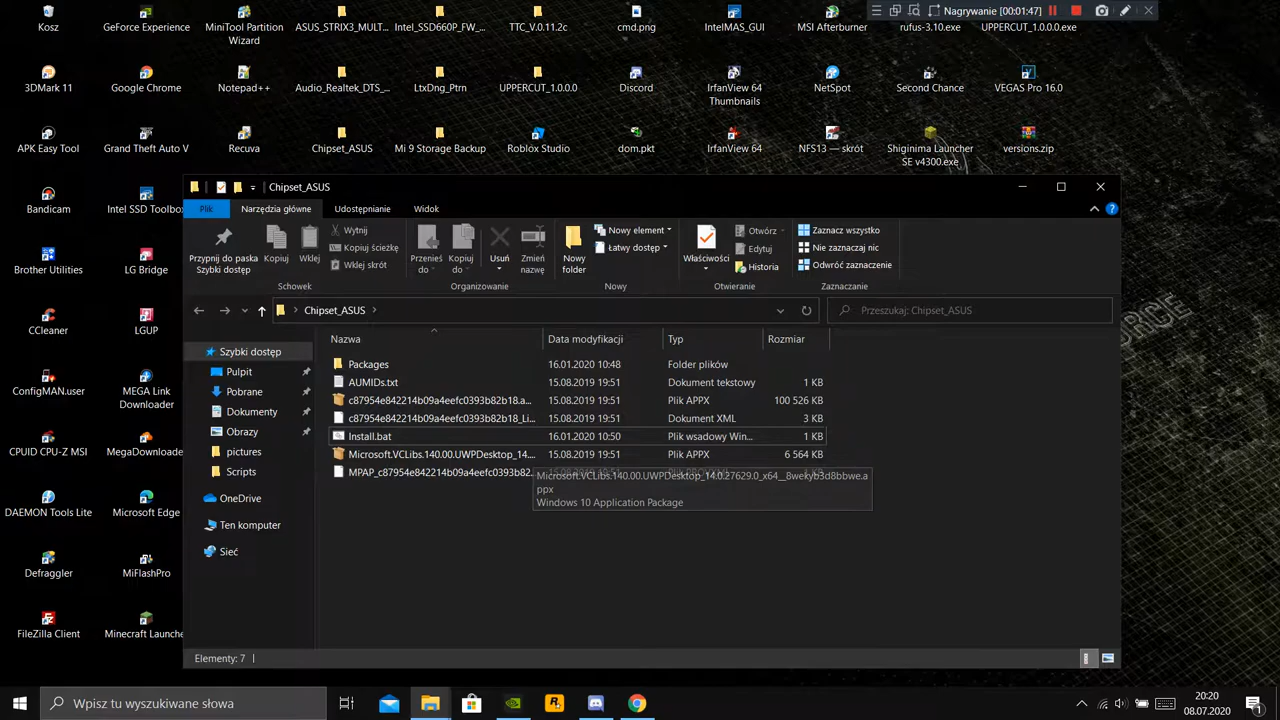 Nagrywanie [00:01:47]
Kosz
GeForce Experience
MiniTool Partition
Wizard
ASUS_STRIX3_MULT...
Intel_SSD660P_FW_...
TTC_V.0.11.2c
cmd.png
IntelMAS_GUI
MSI Afterburner
rufus-3.10.exe
UPPERCUT_1.0.0.0.exe
3DMark 11
Google Chrome
Notepad++
Audio_Realtek_DTS_...
LtxDng_Ptrn
UPPERCUT_1.0.0.0
Discord
IrfanView 64
Thumbnails
NetSpot
Second Chance
VEGAS Pro 16.0
APK Easy Tool
Grand Theft Auto V
Recuva
Chipset_ASUS
Mi 9 Storage Backup
Roblox Studio
dom.pkt
IrfanView 64
NFS13 — skrót
Shiginima Launcher
SE v4300.exe
versions.zip
Bandicam
Intel SSD Toolbo
Brother Utilities
LG Bridge
CCleaner
LGUP
ConfigMAN.user
MEGA Link
Downloader
CPUID CPU-Z MSI
MegaDownloade
DAEMON Tools Lite
Microsoft Edge
Defraggler
MiFlashPro
FileZilla Client
Minecraft Launche
Chipset_ASUS
Plik
Narzędzia główne
Udostępnianie
Widok
Przypnij do paska
Szybki dostęp
Kopiuj
Wklej
Wytnij
Kopiuj ścieżkę
Wklej skrót
Przenieś
do
Kopiuj
do
Usuń
Zmień
nazwę
Nowy
folder
Nowy element
Łatwy dostęp
Właściwości
Otwórz
Edytuj
Historia
Zaznacz wszystko
Nie zaznaczaj nic
Odwróć zaznaczenie
Schowek
Organizowanie
Nowy
Otwieranie
Zaznaczanie
Chipset_ASUS
Przeszukaj: Chipset_ASUS
Szybki dostęp
Pulpit
Pobrane
Dokumenty
Obrazy
pictures
Scripts
OneDrive
Ten komputer
Sieć
Nazwa Data modyfikacji Typ Rozmiar
Packages 16.01.2020 10:48 Folder plików
AUMIDs.txt 15.08.2019 19:51 Dokument tekstowy 1 KB
c87954e842214b09a4eefc0393b82b18.a... 15.08.2019 19:51 Plik APPX 100 526 KB
c87954e842214b09a4eefc0393b82b18_Li... 15.08.2019 19:51 Dokument XML 3 KB
Install.bat 16.01.2020 10:50 Plik wsadowy Win... 1 KB
Microsoft.VCLibs.140.00.UWPDesktop_14.... 15.08.2019 19:51 Plik APPX 6 564 KB
MPAP_c87954e842214b09a4eefc0393b82...
Microsoft.VCLibs.140.00.UWPDesktop_14.0.27629.0_x64__8wekyb3d8bbwe.a
ppx
Windows 10 Application Package
Elementy: 7
Wpisz tu wyszukiwane słowa
20:20
08.07.2020